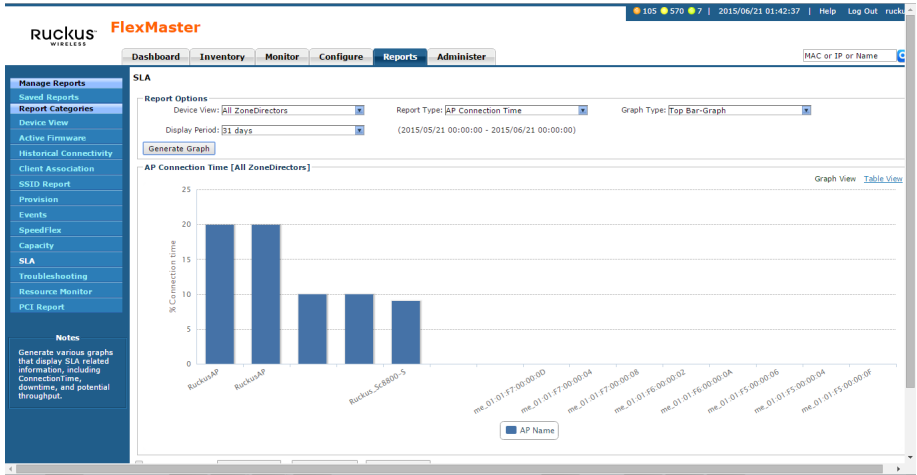 105 570 7 | 2015/06/21 01:42:37 | Help Log Out rucku
Ruckus WIRELESS
FlexMaster
Dashboard Inventory Monitor Configure Reports Administer
MAC or IP or Name
Manage Reports
Saved Reports
Report Categories
Device View
Active Firmware
Historical Connectivity
Client Association
SSID Report
Provision
Events
SpeedFlex
Capacity
SLA
Troubleshooting
Resource Monitor
PCI Report
Notes
Generate various graphs
that display SLA related
information, including
ConnectionTime,
downtime, and potential
throughput.
SLA
Report Options
Device View: All ZoneDirectors Report Type: AP Connection Time Graph Type: Top Bar-Graph
Display Period: 31 days (2015/05/21 00:00:00 - 2015/06/21 00:00:00)
Generate Graph
AP Connection Time [All ZoneDirectors]
Graph View Table View
% Connection time
25
20
15
10
5
0
RuckusAP
RuckusAP
Ruckus_Sc8800-S
me_01:01:F7:00:00:0D
me_01:01:F7:00:00:04
me_01:01:F7:00:00:08
me_01:01:F6:00:00:02
me_01:01:F6:00:00:0A
me_01:01:F5:00:00:06
me_01:01:F5:00:00:04
me_01:01:F5:00:00:0F
AP Name